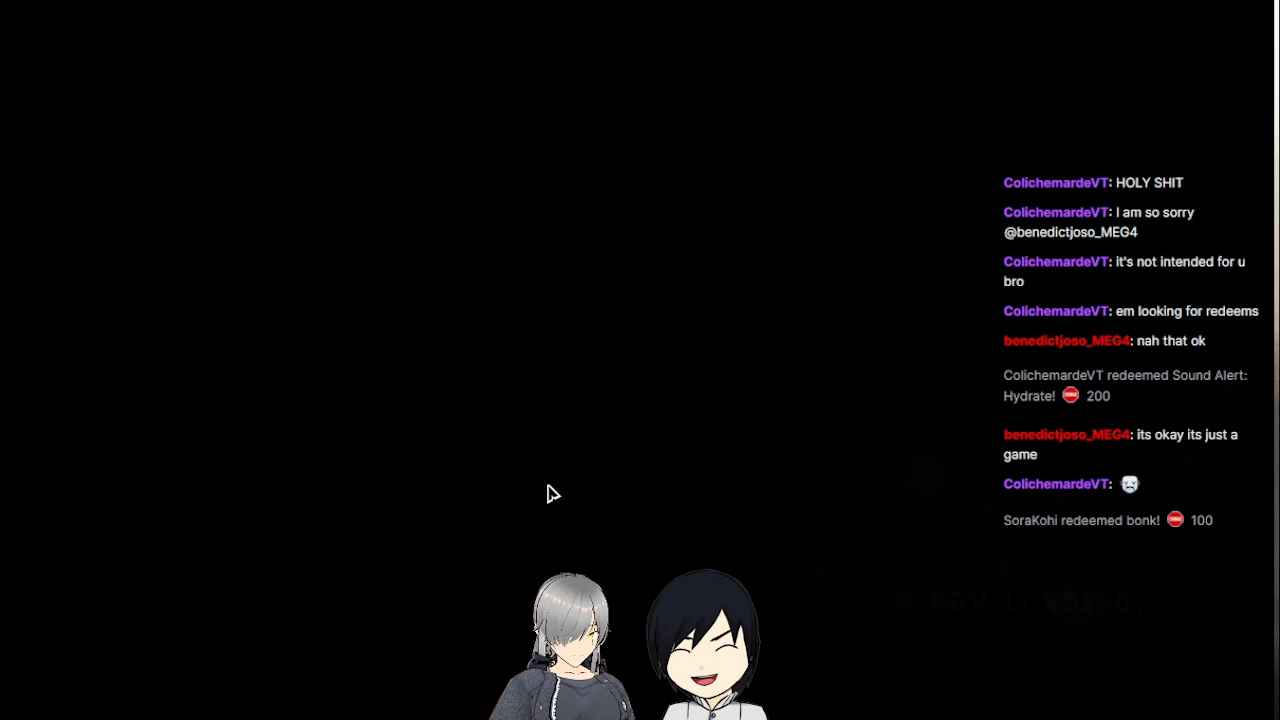 ColichemardeVT: HOLY SHIT
ColichemardeVT: I am so sorry
@benedictjoso_MEG4
ColichemardeVT: it's not intended for u
bro
ColichemardeVT: em looking for redeems
benedictjoso_MEG4: nah that ok
ColichemardeVT redeemed Sound Alert:
Hydrate! 200
benedictjoso_MEG4: its okay its just a
game
ColichemardeVT:
SoraKohi redeemed bonk! 100
NOW LOADING..